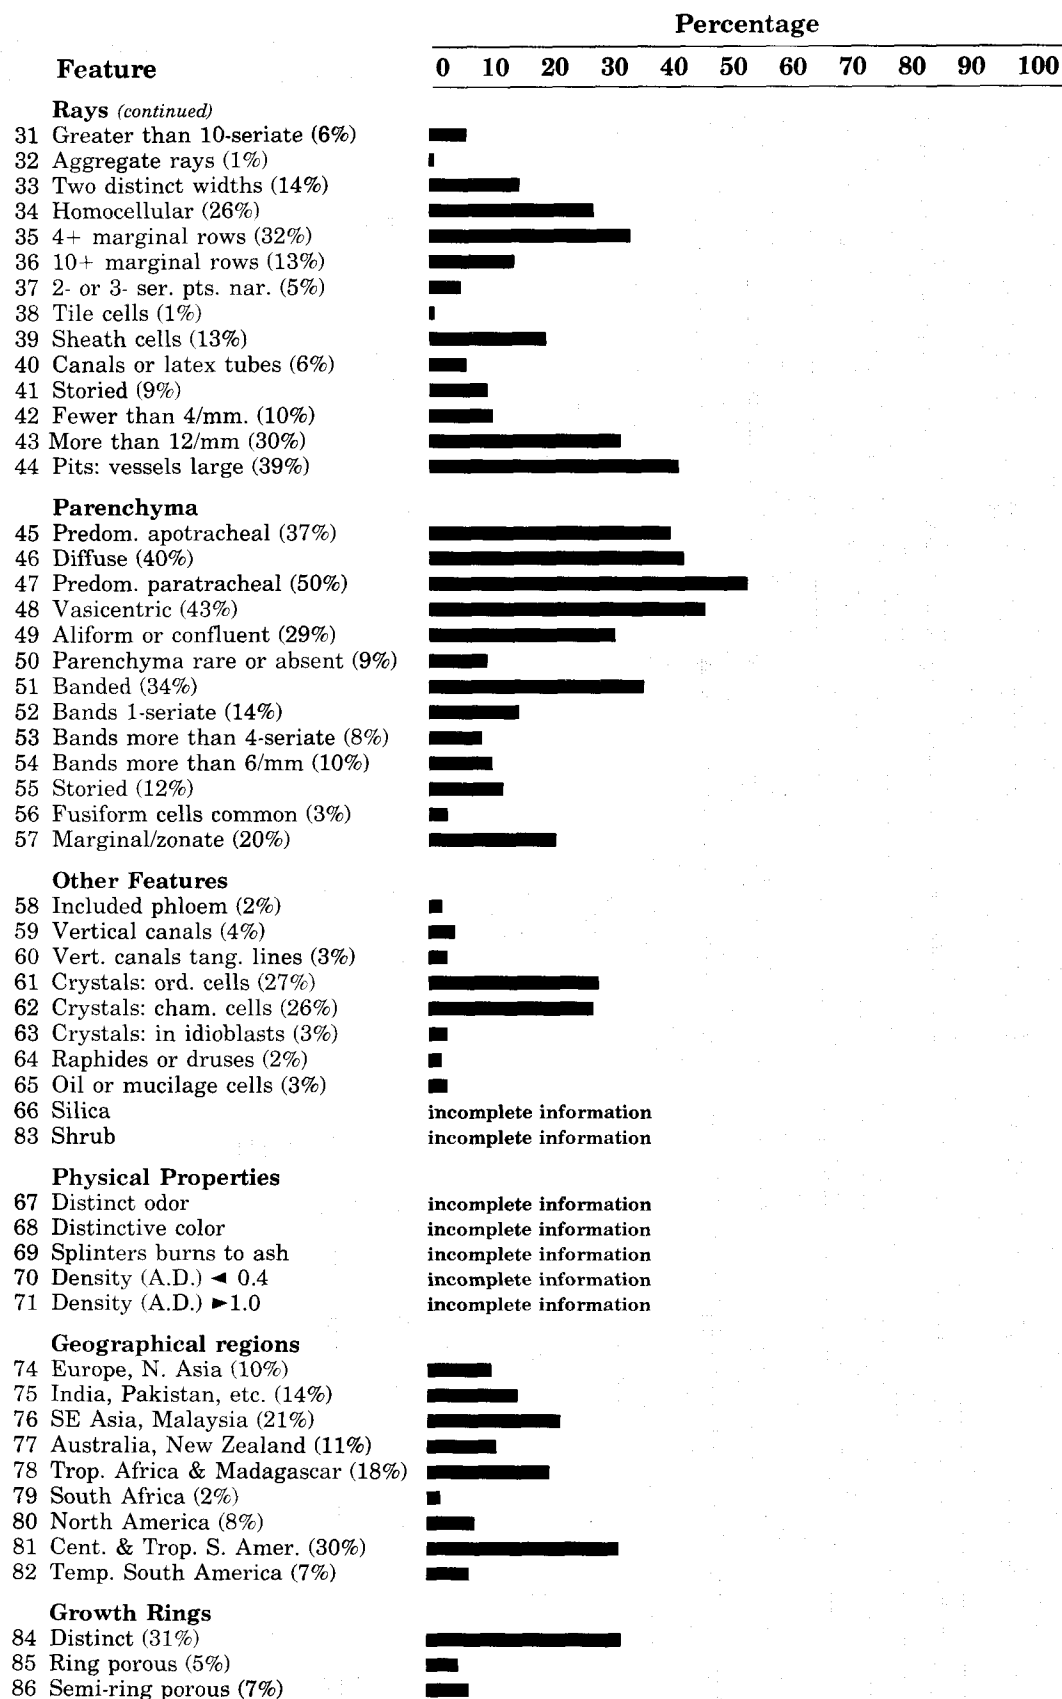 Percentage
Feature 0 10 20 30 40 50 60 70 80 90 100
Rays (continued)
31 Greater than 10-seriate (6%)
32 Aggregate rays (1%)
33 Two distinct widths (14%)
34 Homocellular (26%)
35 4+ marginal rows (32%)
36 10+ marginal rows (13%)
37 2- or 3- ser. pts. nar. (5%)
38 Tile cells (1%)
39 Sheath cells (13%)
40 Canals or latex tubes (6%)
41 Storied (9%)
42 Fewer than 4/mm. (10%)
43 More than 12/mm (30%)
44 Pits: vessels large (39%)
Parenchyma
45 Predom. apotracheal (37%)
46 Diffuse (40%)
47 Predom. paratracheal (50%)
48 Vasicentric (43%)
49 Aliform or confluent (29%)
50 Parenchyma rare or absent (9%)
51 Banded (34%)
52 Bands 1-seriate (14%)
53 Bands more than 4-seriate (8%)
54 Bands more than 6/mm (10%)
55 Storied (12%)
56 Fusiform cells common (3%)
57 Marginal/zonate (20%)
Other Features
58 Included phloem (2%)
59 Vertical canals (4%)
60 Vert. canals tang. lines (3%)
61 Crystals: ord. cells (27%)
62 Crystals: cham. cells (26%)
63 Crystals: in idioblasts (3%)
64 Raphides or druses (2%)
65 Oil or mucilage cells (3%)
66 Silica incomplete information
83 Shrub incomplete information
Physical Properties
67 Distinct odor incomplete information
68 Distinctive color incomplete information
69 Splinters burns to ash incomplete information
70 Density (A.D.) ◄ 0.4 incomplete information
71 Density (A.D.) ►1.0 incomplete information
Geographical regions
74 Europe, N. Asia (10%)
75 India, Pakistan, etc. (14%)
76 SE Asia, Malaysia (21%)
77 Australia, New Zealand (11%)
78 Trop. Africa & Madagascar (18%)
79 South Africa (2%)
80 North America (8%)
81 Cent. & Trop. S. Amer. (30%)
82 Temp. South America (7%)
Growth Rings
84 Distinct (31%)
85 Ring porous (5%)
86 Semi-ring porous (7%)